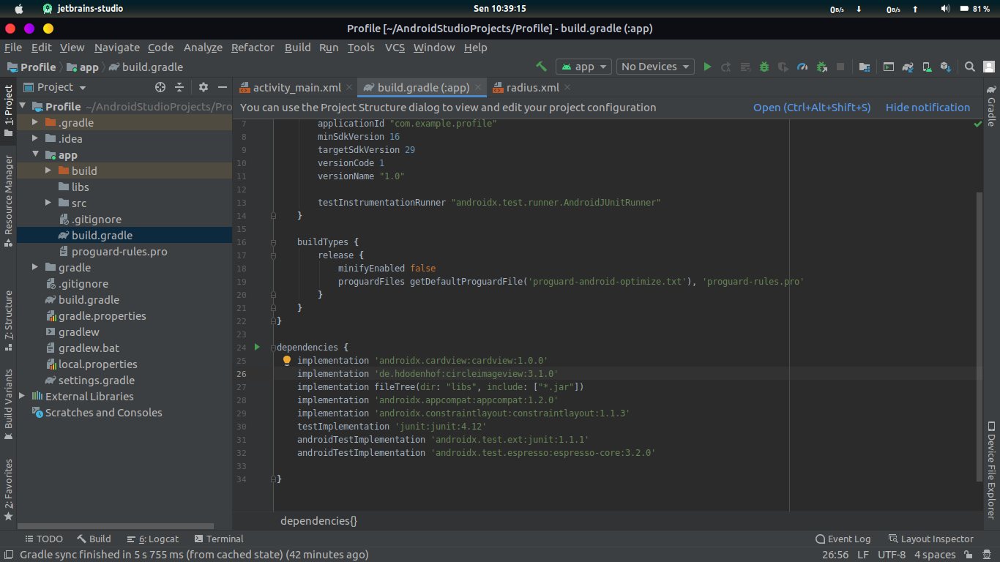 jetbrains-studio
Sen 10:39:15
0B/s
0B/s
81 %
Profile [~/AndroidStudioProjects/Profile] - build.gradle (:app)
File Edit View Navigate Code Analyze Refactor Build Run Tools VCS Window Help
Profile app build.gradle
app
No Devices
Project
activity_main.xml
build.gradle (:app)
radius.xml
You can use the Project Structure dialog to view and edit your project configuration
Open (Ctrl+Alt+Shift+S)
Hide notification
1: Project
Resource Manager
7: Structure
Build Variants
2: Favorites
Profile ~/AndroidStudioProjects/Pro
.gradle
.idea
app
build
libs
src
.gitignore
build.gradle
proguard-rules.pro
gradle
.gitignore
build.gradle
gradle.properties
gradlew
gradlew.bat
local.properties
settings.gradle
External Libraries
Scratches and Consoles
7 applicationId "com.example.profile"
8 minSdkVersion 16
9 targetSdkVersion 29
10 versionCode 1
11 versionName "1.0"
12
13 testInstrumentationRunner "androidx.test.runner.AndroidJUnitRunner"
14 }
15
16 buildTypes {
17 release {
18 minifyEnabled false
19 proguardFiles getDefaultProguardFile('proguard-android-optimize.txt'), 'proguard-rules.pro'
20 }
21 }
22 }
23
24 dependencies {
25 implementation 'androidx.cardview:cardview:1.0.0'
26 implementation 'de.hdodenhof:circleimageview:3.1.0'
27 implementation fileTree(dir: "libs", include: ["*.jar"])
28 implementation 'androidx.appcompat:appcompat:1.2.0'
29 implementation 'androidx.constraintlayout:constraintlayout:1.1.3'
30 testImplementation 'junit:junit:4.12'
31 androidTestImplementation 'androidx.test.ext:junit:1.1.1'
32 androidTestImplementation 'androidx.test.espresso:espresso-core:3.2.0'
33
34 }
dependencies{}
Gradle
Device File Explorer
TODO
Build
6: Logcat
Terminal
Event Log
Layout Inspector
Gradle sync finished in 5 s 755 ms (from cached state) (42 minutes ago)
26:56 LF UTF-8 4 spaces